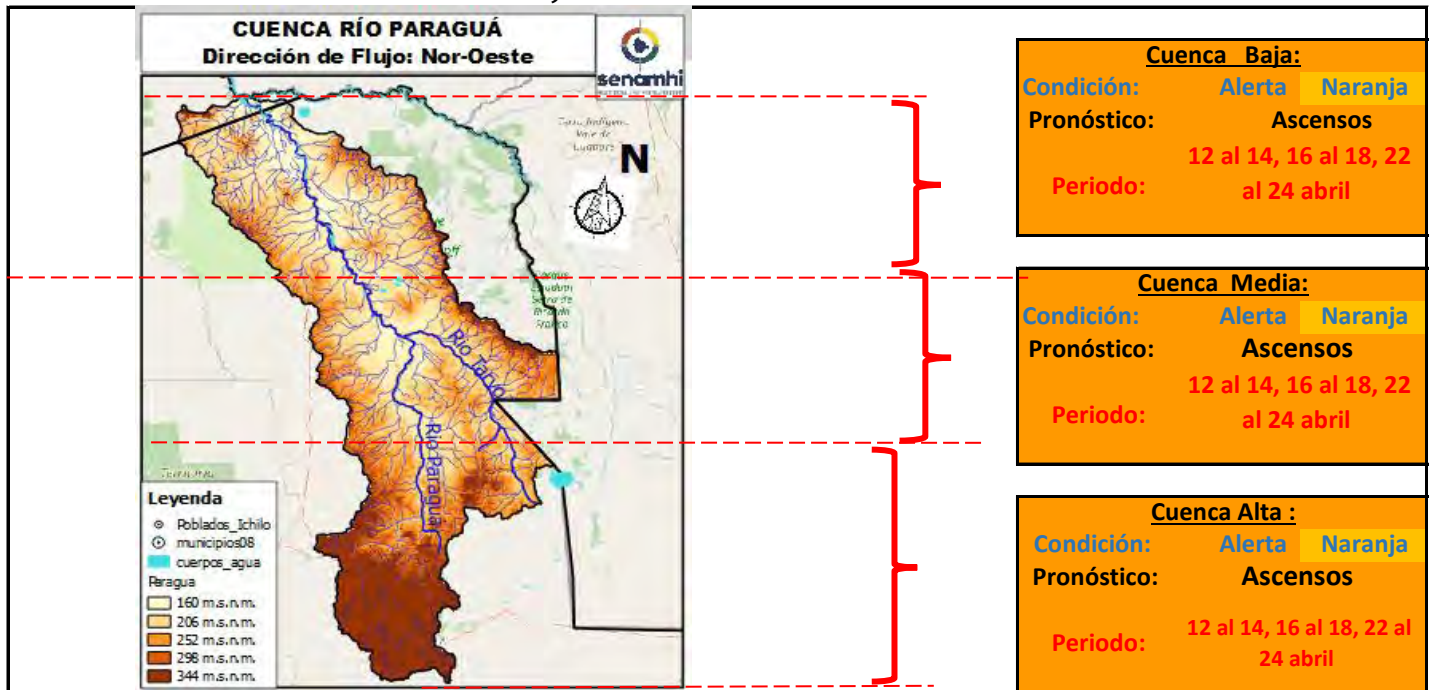 CUENCA RÍO PARAGUÁ
Dirección de Flujo: Nor-Oeste
senamhi
N
Río Tarvo
Río Paraguá
Leyenda
Poblados_Ichilo
municipios08
cuerpos_agua
Paragua
160 m.s.n.m.
206 m.s.n.m.
252 m.s.n.m.
298 m.s.n.m.
344 m.s.n.m.
Cuenca Baja:
Condición: Alerta Naranja
Pronóstico: Ascensos
12 al 14, 16 al 18, 22
Periodo: al 24 abril
Cuenca Media:
Condición: Alerta Naranja
Pronóstico: Ascensos
12 al 14, 16 al 18, 22
Periodo: al 24 abril
Cuenca Alta :
Condición: Alerta Naranja
Pronóstico: Ascensos
Periodo: 12 al 14, 16 al 18, 22 al
24 abril